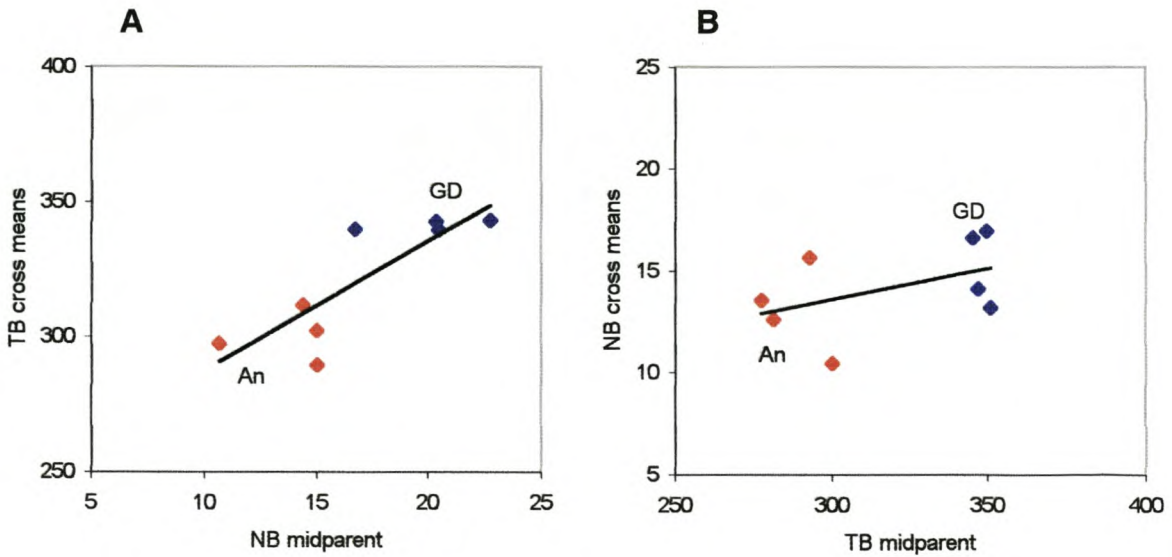 A
400
350
300
250
TB cross means
GD
An
5 10 15 20 25
NB midparent
B
25
20
15
10
5
NB cross means
GD
An
250 300 350 400
TB midparent